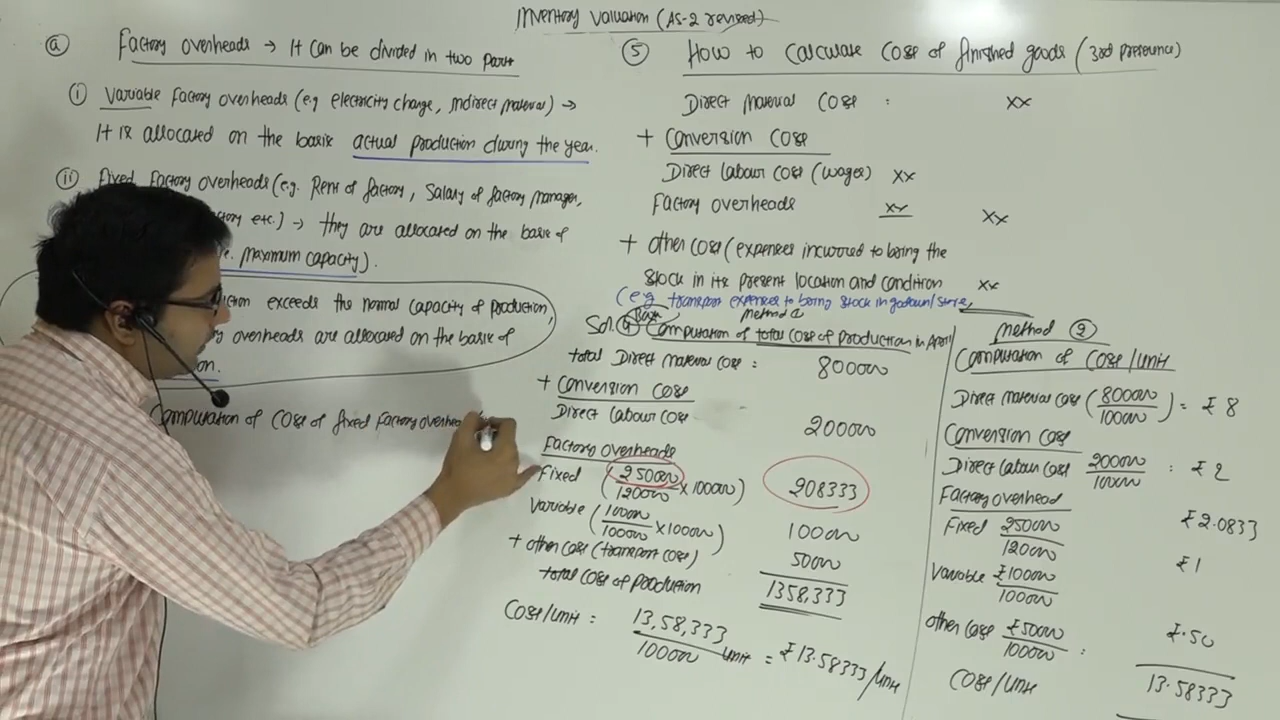 Inventory Valuation (AS-2 revised)
(a) Factory overheads → It can be divided in two parts
(i) Variable Factory overheads (e.g electricity charge, Indirect material) →
It is allocated on the basis actual production during the year.
(ii) Fixed Factory overheads (e.g. Rent of factory, Salary of factory manager,
etc.) → they are allocated on the basis of
maximum capacity).
exceeds the normal capacity of production,
overheads are allocated on the basis of
Computation of Cost of fixed factory
(5) How to calculate Cost of finished goods (3rd presence)
Direct material Cost : xx
+ Conversion Cost
Direct Labour Cost (wages) xx
Factory overheads xx xx
+ other Cost (expenses incurred to bring the
stock in its present location and condition xx
(e.g transport expenses to bring stock in godown/store,
Method 1
Computation of total Cost of Production in April
total Direct material Cost : 800000
+ Conversion Cost
Direct Labour Cost 200000
Factory overheads
Fixed (250000/120000 × 100000) 208333
Variable (100000/100000 × 100000) 100000
+ other Cost (transport Cost) 50000
total Cost of production 1358,333
Cost/unit : 13,58,333/100000 unit = ₹13.58333/unit
Method (2)
Computation of Cost/unit
Direct material Cost (800000/100000) = ₹8
Conversion Cost
Direct Labour Cost 200000/100000 : ₹2
Factory overhead
Fixed 250000/120000 ₹2.0833
Variable ₹100000/100000 ₹1
other Cost ₹50000/100000 : ₹.50
Cost/unit 13.58333